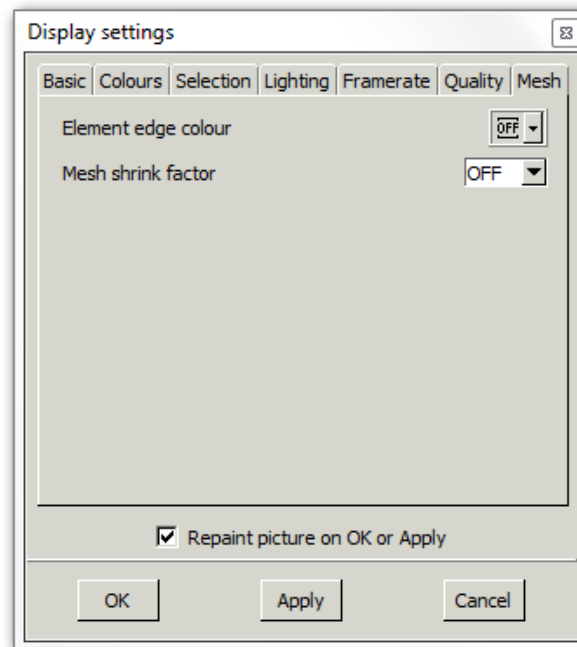 Display settings
Basic Colours Selection Lighting Framerate Quality Mesh
Element edge colour OFF
Mesh shrink factor OFF
Repaint picture on OK or Apply
OK Apply Cancel